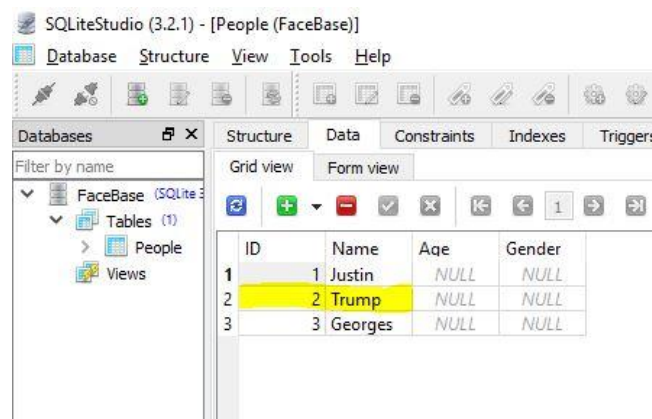 SQLiteStudio (3.2.1) - [People (FaceBase)]
Database Structure View Tools Help
Databases
Structure Data Constraints Indexes Triggers
Filter by name
Grid view Form view
FaceBase (SQLite 3
Tables (1)
People
Views
1
ID Name Age Gender
1 1 Justin NULL NULL
2 2 Trump NULL NULL
3 3 Georges NULL NULL